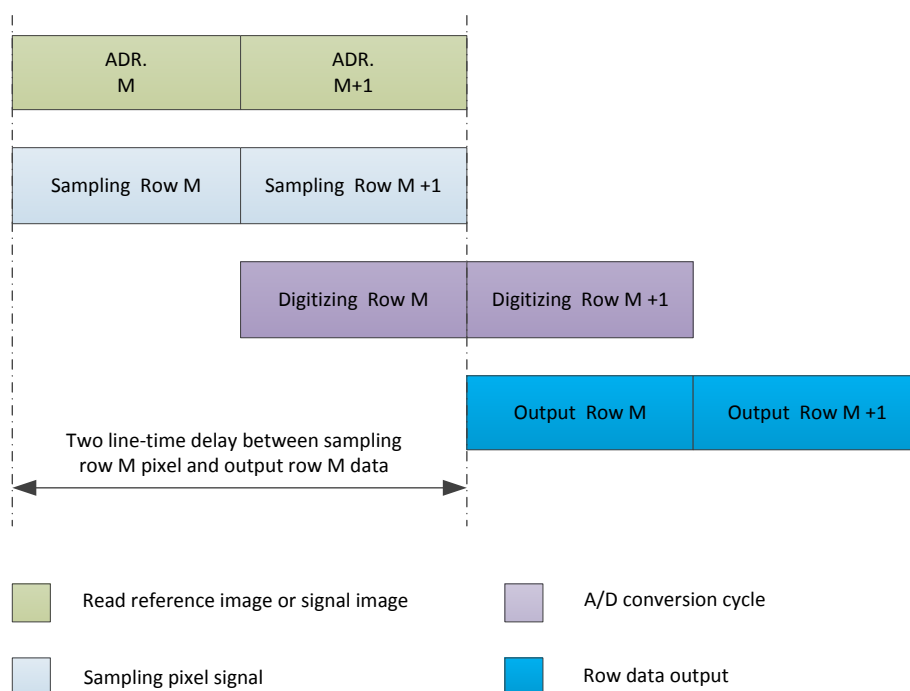 ADR.
M
ADR.
M+1
Sampling Row M
Sampling Row M +1
Digitizing Row M
Digitizing Row M +1
Output Row M
Output Row M +1
Two line-time delay between sampling
row M pixel and output row M data
Read reference image or signal image
A/D conversion cycle
Sampling pixel signal
Row data output